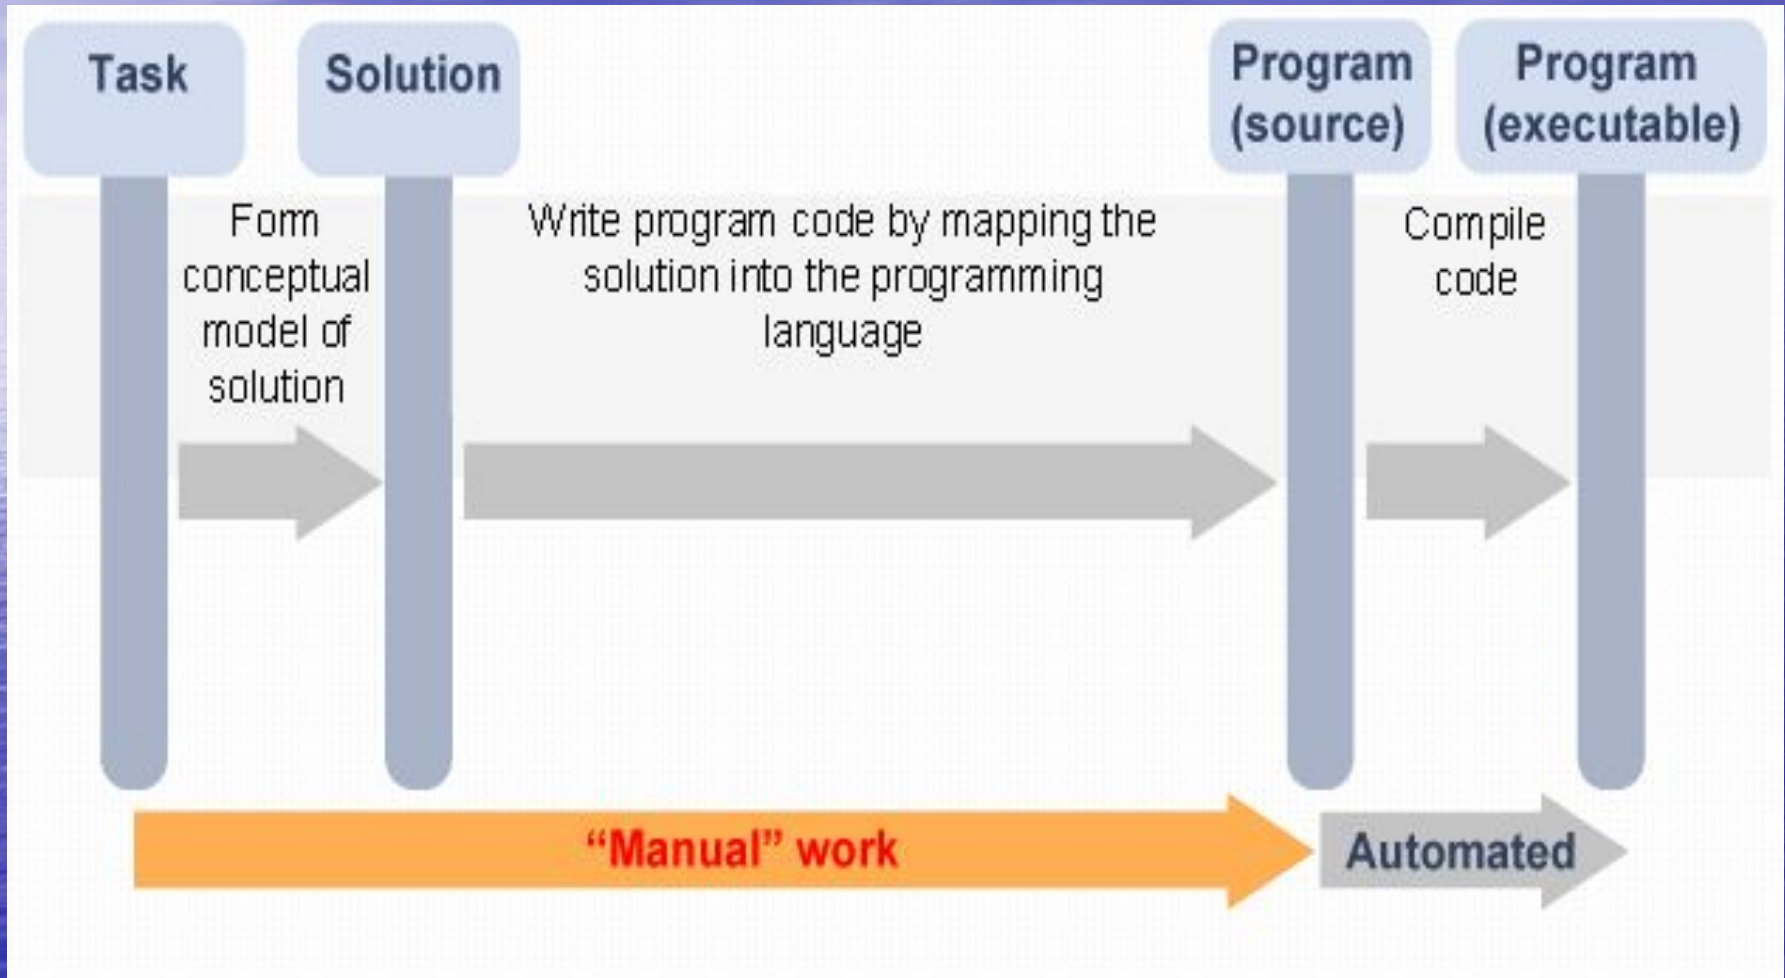 Task
Solution
Program
(source)
Program
(executable)
Form
conceptual
model of
solution
Write program code by mapping the
solution into the programming
language
Compile
code
“Manual” work
Automated